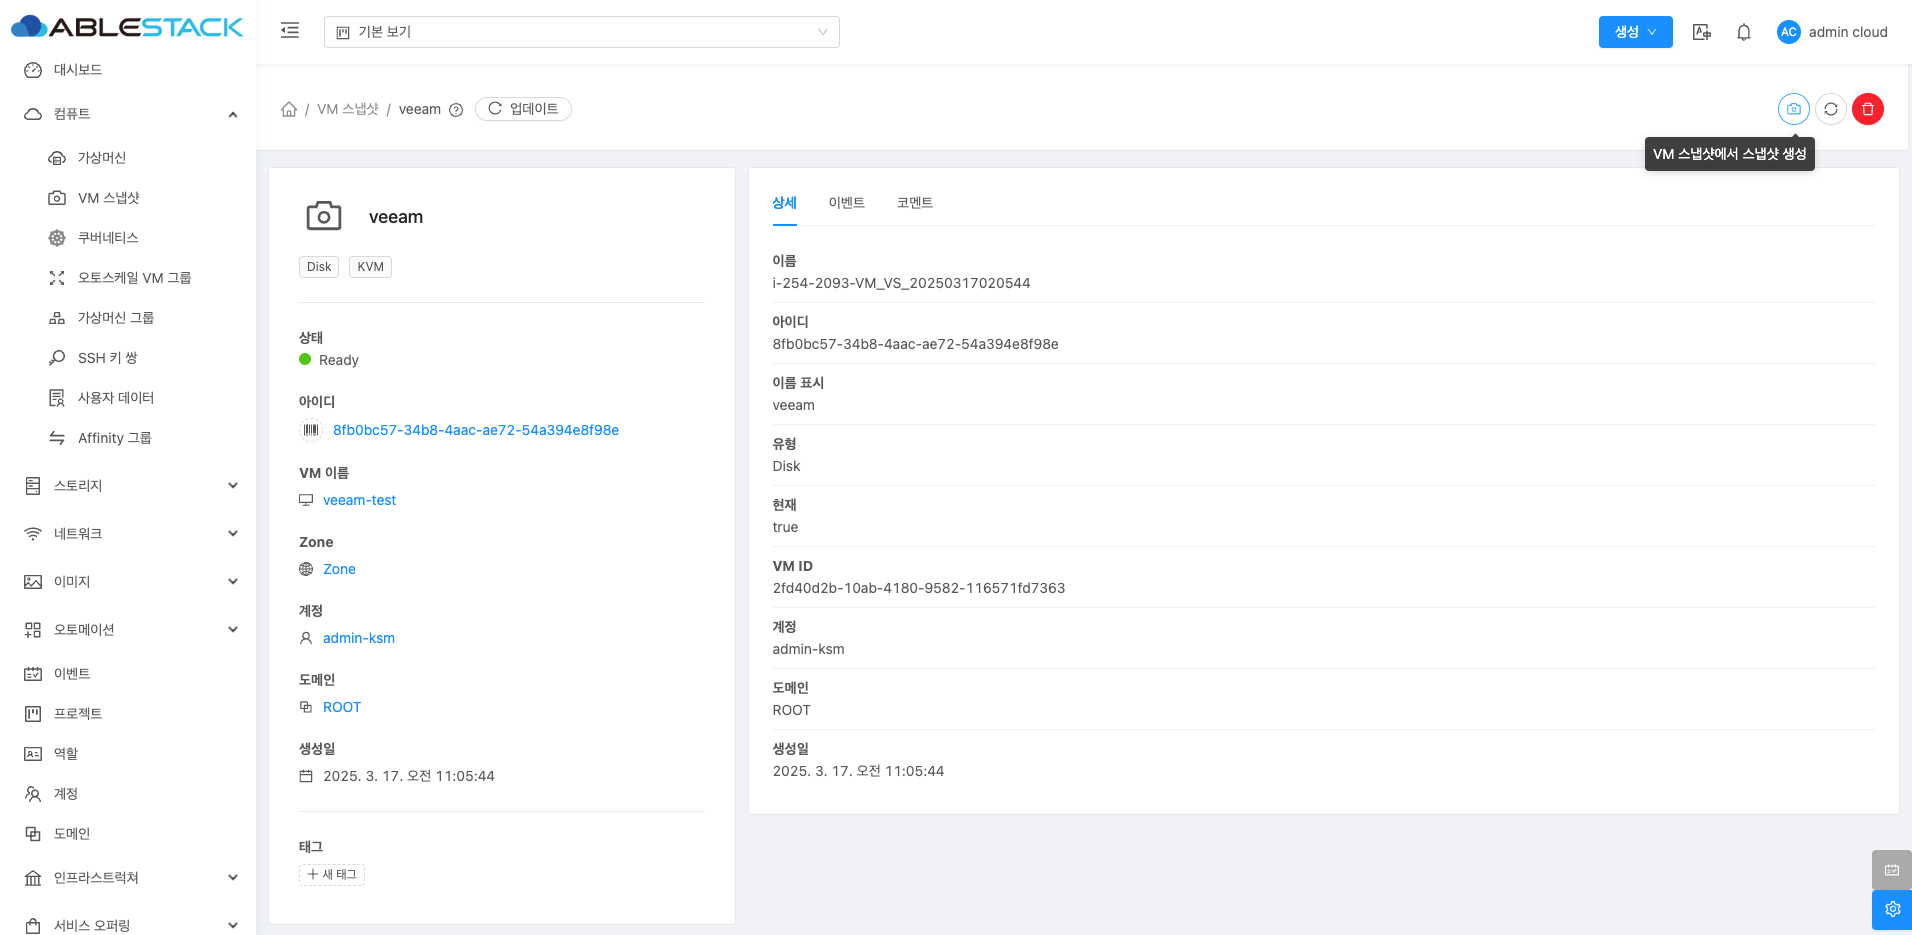 ABLESTACK
기본 보기
생성
AC
admin cloud
대시보드
컴퓨트
가상머신
VM 스냅샷
쿠버네티스
오토스케일 VM 그룹
가상머신 그룹
SSH 키 쌍
사용자 데이터
Affinity 그룹
스토리지
네트워크
이미지
오토메이션
이벤트
프로젝트
역할
계정
도메인
인프라스트럭쳐
서비스 오퍼링
/ VM 스냅샷 / veeam
업데이트
VM 스냅샷에서 스냅샷 생성
veeam
Disk
KVM
상태
Ready
아이디
8fb0bc57-34b8-4aac-ae72-54a394e8f98e
VM 이름
veeam-test
Zone
Zone
계정
admin-ksm
도메인
ROOT
생성일
2025. 3. 17. 오전 11:05:44
태그
+ 새 태그
상세
이벤트
코멘트
이름
i-254-2093-VM_VS_20250317020544
아이디
8fb0bc57-34b8-4aac-ae72-54a394e8f98e
이름 표시
veeam
유형
Disk
현재
true
VM ID
2fd40d2b-10ab-4180-9582-116571fd7363
계정
admin-ksm
도메인
ROOT
생성일
2025. 3. 17. 오전 11:05:44